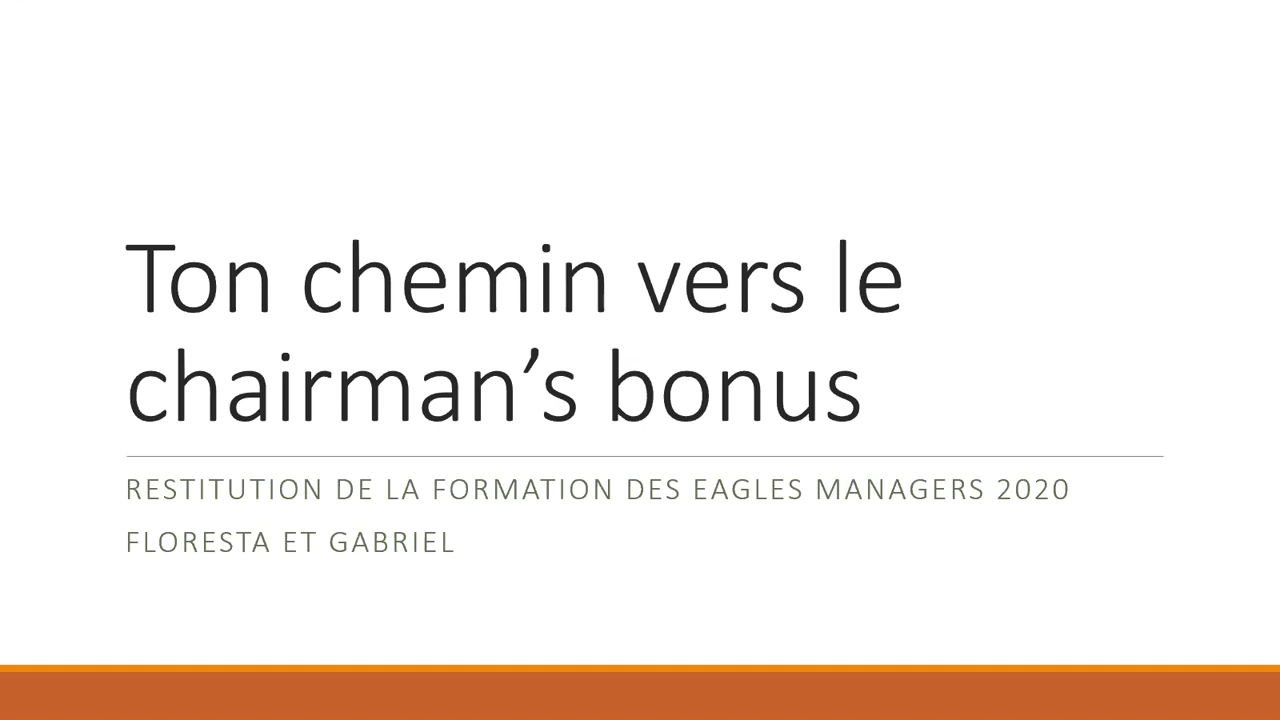 Ton chemin vers le
chairman’s bonus
RESTITUTION DE LA FORMATION DES EAGLES MANAGERS 2020
FLORESTA ET GABRIEL